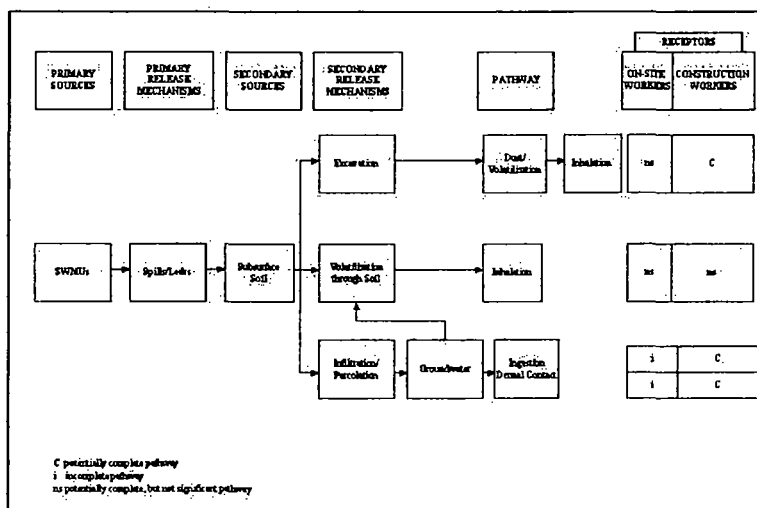 RECEPTORS
PRIMARY SOURCES
PRIMARY RELEASE MECHANISMS
SECONDARY SOURCES
SECONDARY RELEASE MECHANISMS
PATHWAY
ON-SITE WORKERS
CONSTRUCTION WORKERS
Excavation
Dust/ Volatilization
Inhalation
ns
C
SWMUs
Spills/Leaks
Subsurface Soil
Volatilization through Soil
Inhalation
ns
ns
Infiltration/ Percolation
Groundwater
Ingestion
Dermal Contact
i
C
i
C
C potentially complete pathway
i incomplete pathway
ns potentially complete, but not significant pathway